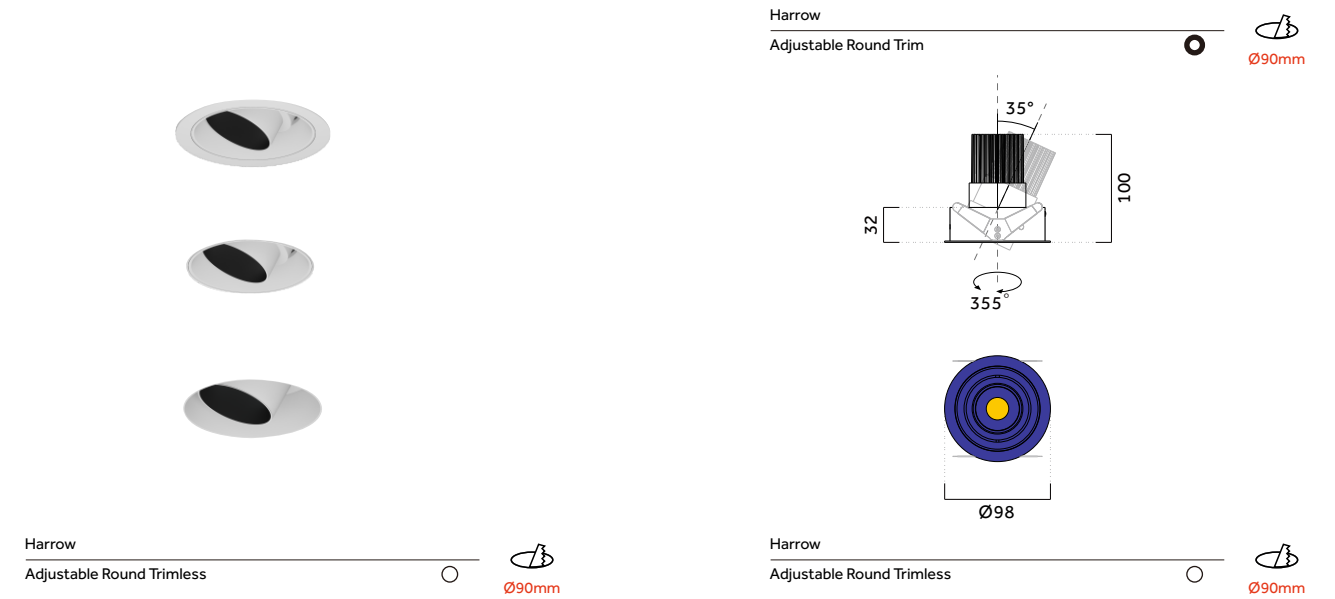 Harrow
Adjustable Round Trim
Ø90mm
35°
100
32
355°
Ø98
Harrow
Adjustable Round Trimless
Ø90mm
Harrow
Adjustable Round Trimless
Ø90mm